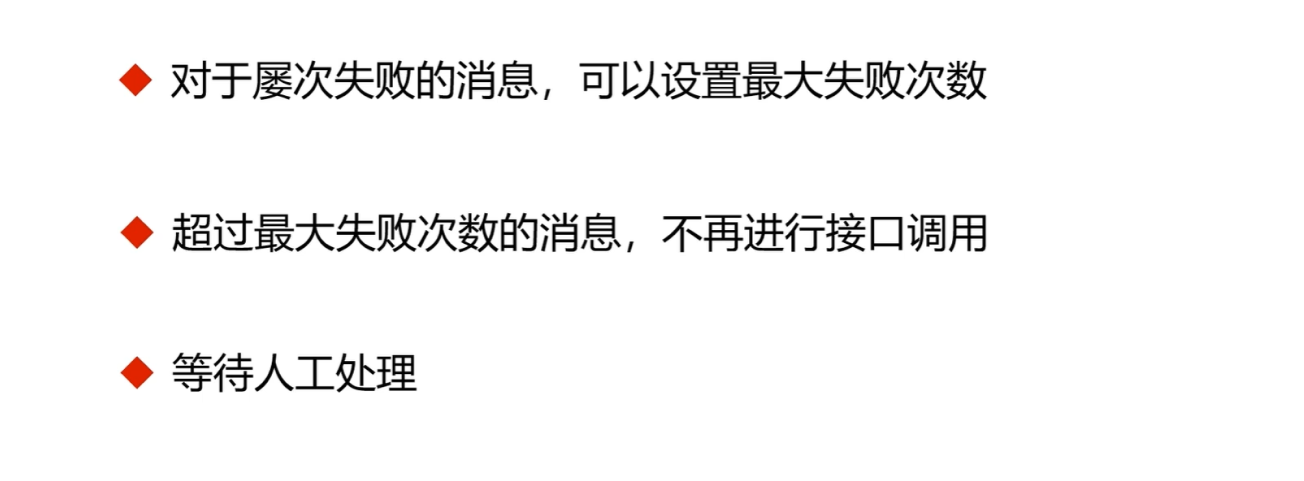 对于屡次失败的消息，可以设置最大失败次数
超过最大失败次数的消息，不再进行接口调用
等待人工处理